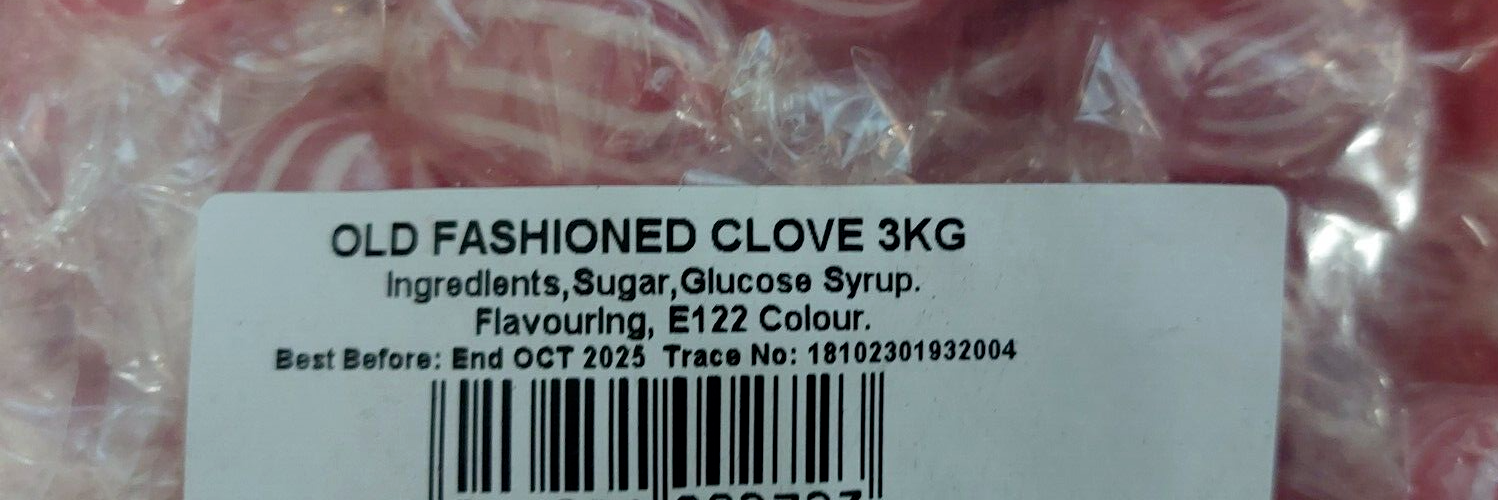 OLD FASHIONED CLOVE 3KG
Ingredients,Sugar,Glucose Syrup.
Flavouring, E122 Colour.
Best Before: End OCT 2025 Trace No: 18102301932004